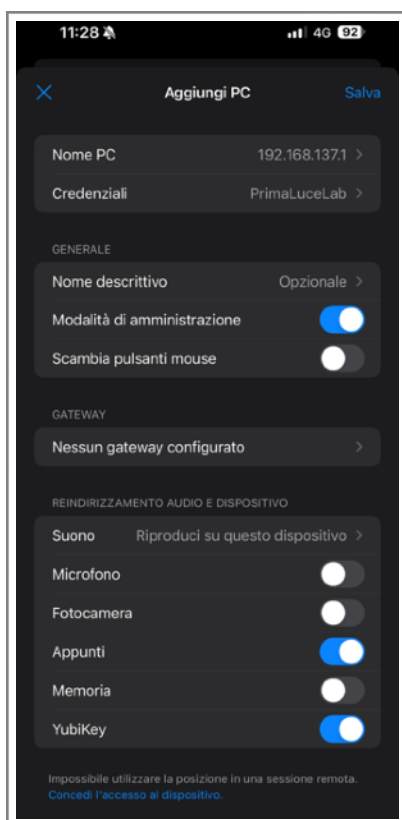 11:28 4G 92
Aggiungi PC Salva
Nome PC 192.168.137.1
Credenziali PrimaLuceLab
GENERALE
Nome descrittivo Opzionale
Modalità di amministrazione
Scambia pulsanti mouse
GATEWAY
Nessun gateway configurato
REINDIRIZZAMENTO AUDIO E DISPOSITIVO
Suono Riproduci su questo dispositivo
Microfono
Fotocamera
Appunti
Memoria
YubiKey
Impossibile utilizzare la posizione in una sessione remota.
Concedi l'accesso al dispositivo.